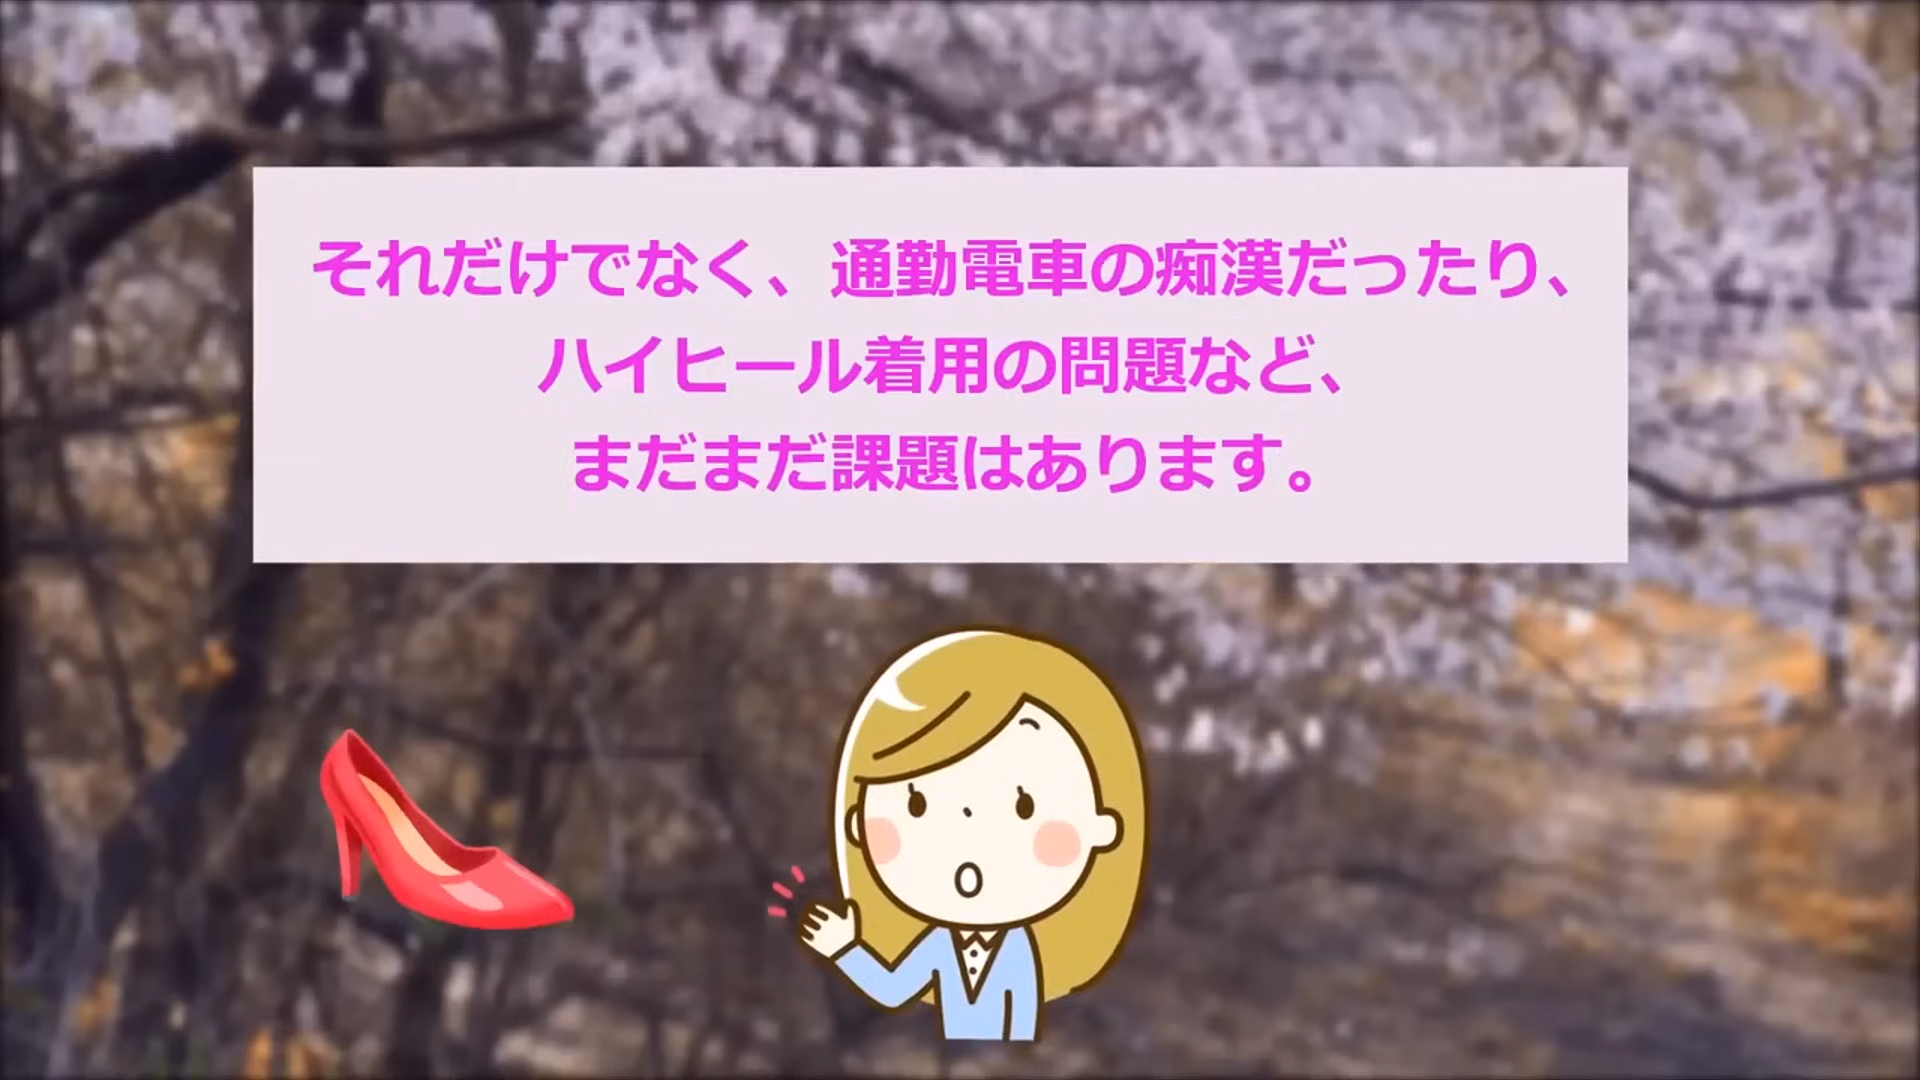 それだけでなく、通勤電車の痴漢だったり、
ハイヒール着用の問題など、
まだまだ課題はあります。